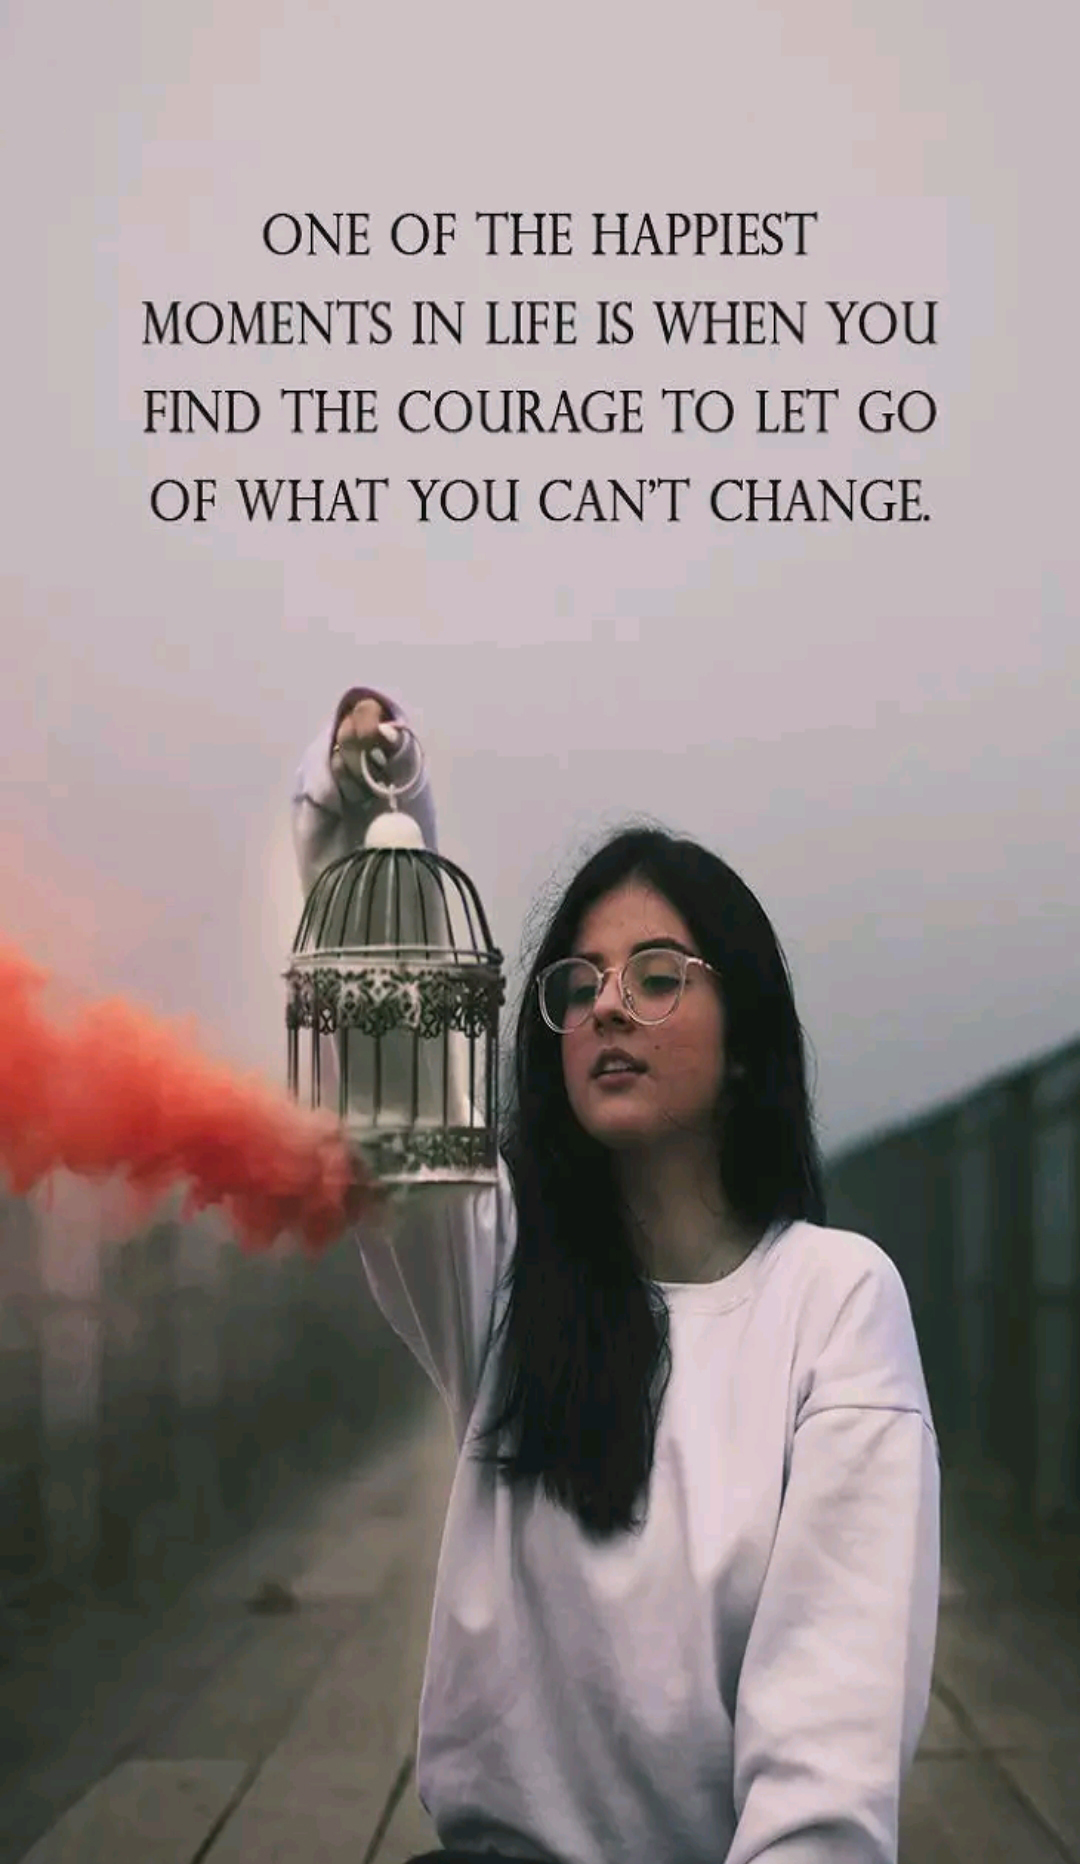 ONE OF THE HAPPIEST
MOMENTS IN LIFE IS WHEN YOU
FIND THE COURAGE TO LET GO
OF WHAT YOU CAN'T CHANGE.